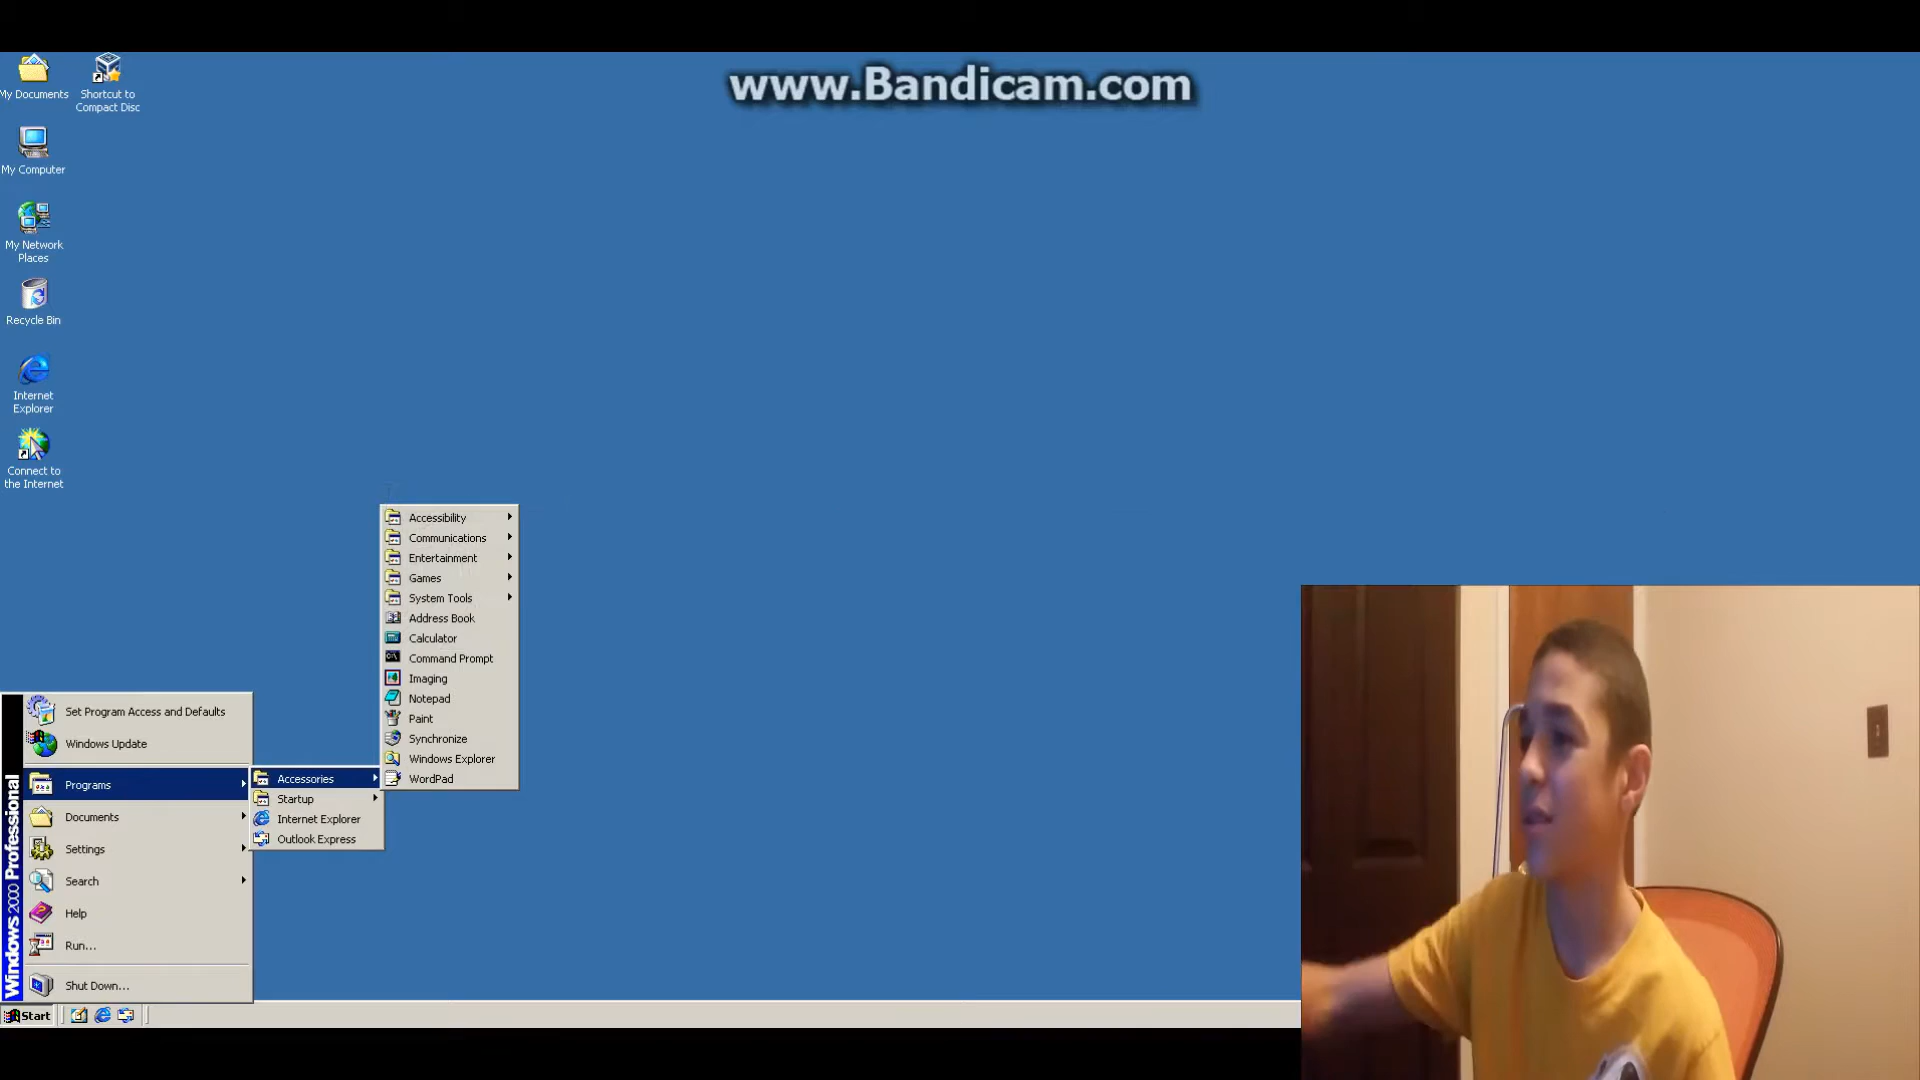 www.Bandicam.com
My Documents
Shortcut to
Compact Disc
My Computer
My Network
Places
Recycle Bin
Internet
Explorer
Connect to
the Internet
Accessibility
Communications
Entertainment
Games
System Tools
Address Book
Calculator
Command Prompt
Imaging
Notepad
Paint
Synchronize
Windows Explorer
WordPad
Accessories
Startup
Internet Explorer
Outlook Express
Set Program Access and Defaults
Windows Update
Programs
Documents
Settings
Search
Help
Run...
Shut Down...
Windows 2000 Professional
Start